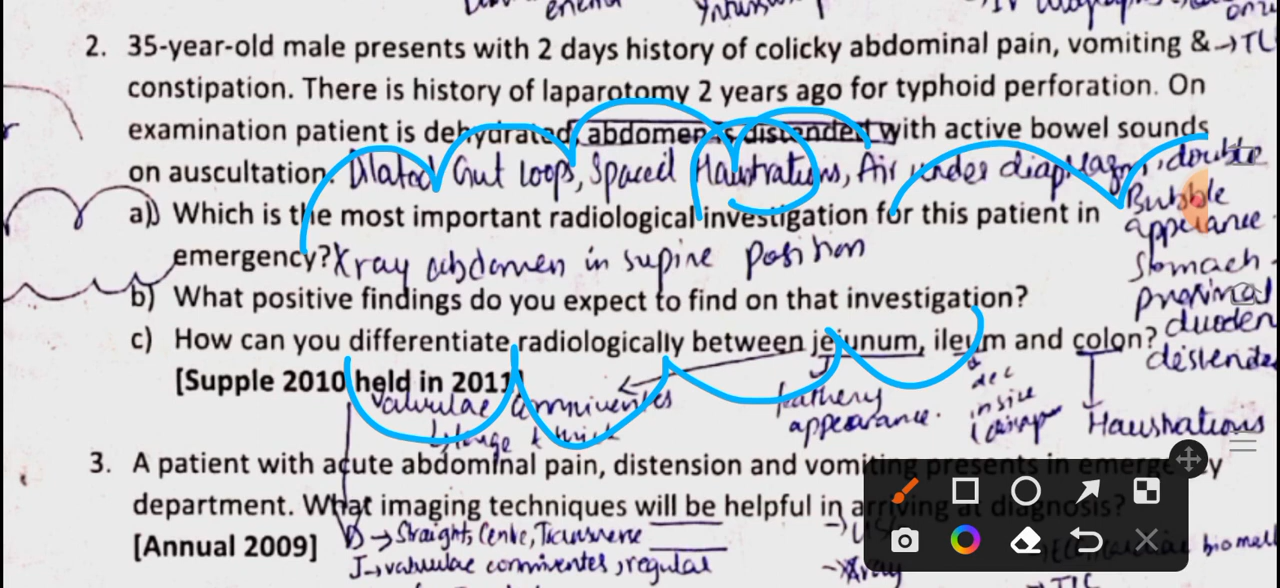 enema
2. 35-year-old male presents with 2 days history of colicky abdominal pain, vomiting & →TL
constipation. There is history of laparotomy 2 years ago for typhoid perforation. On
examination patient is dehydrated, abdomen is distended with active bowel sounds
on auscultation. Dilated Gut loops, Spaced Haustrations, Air under diaphragm, double
Bubble
appearance
a) Which is the most important radiological investigation for this patient in
emergency? Xray abdomen in supine position
Stomach
proximal
b) What positive findings do you expect to find on that investigation?
duoden
c) How can you differentiate radiologically between jejunum, ileum and colon?
[Supple 2010 held in 2011]
Valvulae conniventes
Large & thick
feathery
appearance.
inside
Haustrations
3. A patient with acute abdominal pain, distension and vomiting presents in emergency
department. What imaging techniques will be helpful in arriving at diagnosis?
[Annual 2009]
→ Straight, Centre, Transverse
J→ valvulae conniventes, regular
→ Xray